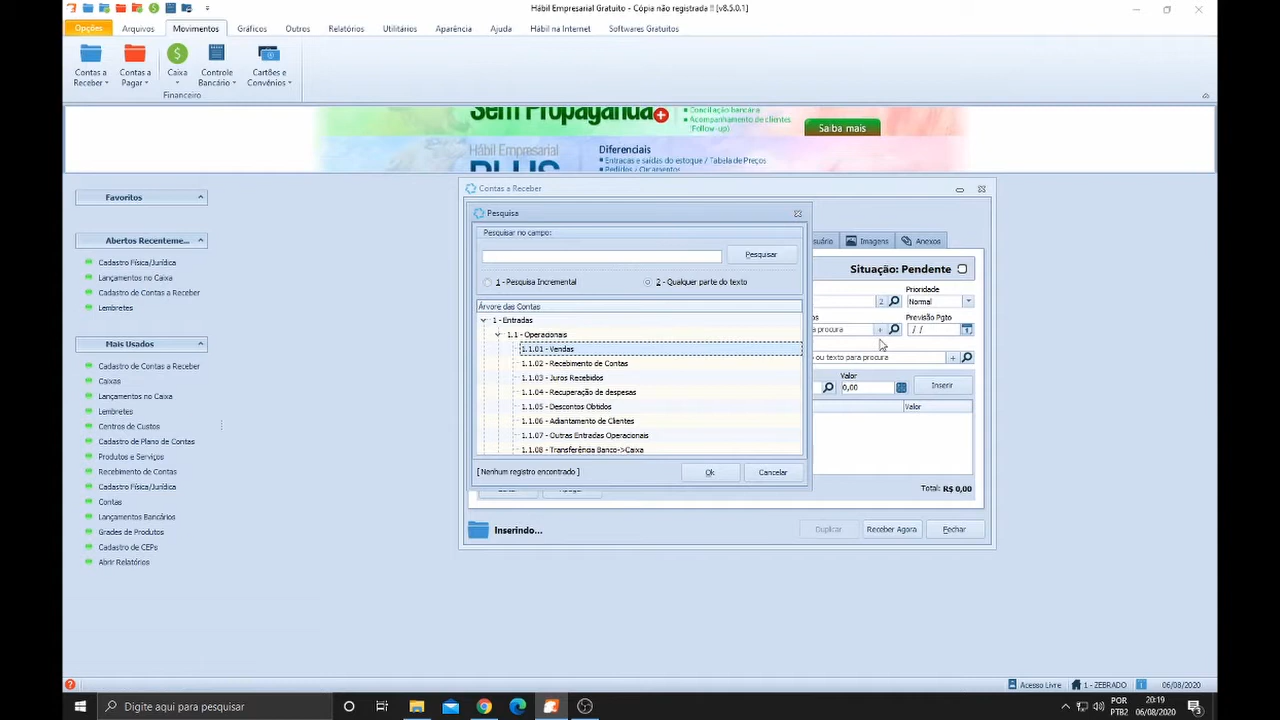 Hábil Empresarial Gratuito - Cópia não registrada !! [v8.5.0.1]
Opções Arquivos Movimentos Gráficos Outros Relatórios Utilitários Aparência Ajuda Hábil na Internet Softwares Gratuitos
Contas a Receber
Contas a Pagar
Caixa
Controle Bancário
Cartões e Convênios
Financeiro
Sem Propaganda
Conciliação bancária
Acompanhamento de clientes
(Follow-up)
Saiba mais
Hábil Empresarial
PLUS
Diferenciais
Entradas e saídas do estoque / Tabela de Preços
Pedidos / Orçamentos
Favoritos
Abertos Recenteme...
Cadastro Física/Jurídica
Lançamentos no Caixa
Cadastro de Contas a Receber
Lembretes
Mais Usados
Cadastro de Contas a Receber
Caixas
Lançamentos no Caixa
Lembretes
Centros de Custo
Cadastro de Plano de Contas
Produtos e Serviços
Recebimento de Contas
Cadastro Física/Jurídica
Contas
Lançamentos Bancários
Grades de Produtos
Cadastro de CEPs
Abrir Relatórios
Contas a Receber
Pesquisa
Pesquisar no campo:
Pesquisar
1 - Pesquisa Incremental
2 - Qualquer parte do texto
Árvore das Contas
1 - Entradas
1.1 - Operacionais
1.1.01 - Vendas
1.1.02 - Recebimento de Contas
1.1.03 - Juros Recebidos
1.1.04 - Recuperação de despesas
1.1.05 - Descontos Obtidos
1.1.06 - Adiantamento de Clientes
1.1.07 - Outras Entradas Operacionais
1.1.08 - Transferência Banco->Caixa
[ Nenhum registro encontrado ]
Ok
Cancelar
suário Imagens Anexos
Situação: Pendente
Prioridade
2 Normal
os Previsão Pgto
a procura + / /
o ou texto para procura +
Valor
0,00 Inserir
Valor
Total: R$ 0,00
Inserindo...
Duplicar Receber Agora Fechar
Acesso Livre 1 - ZEBRADO 06/08/2020
Digite aqui para pesquisar
POR
PTB2
20:19
06/08/2020
3